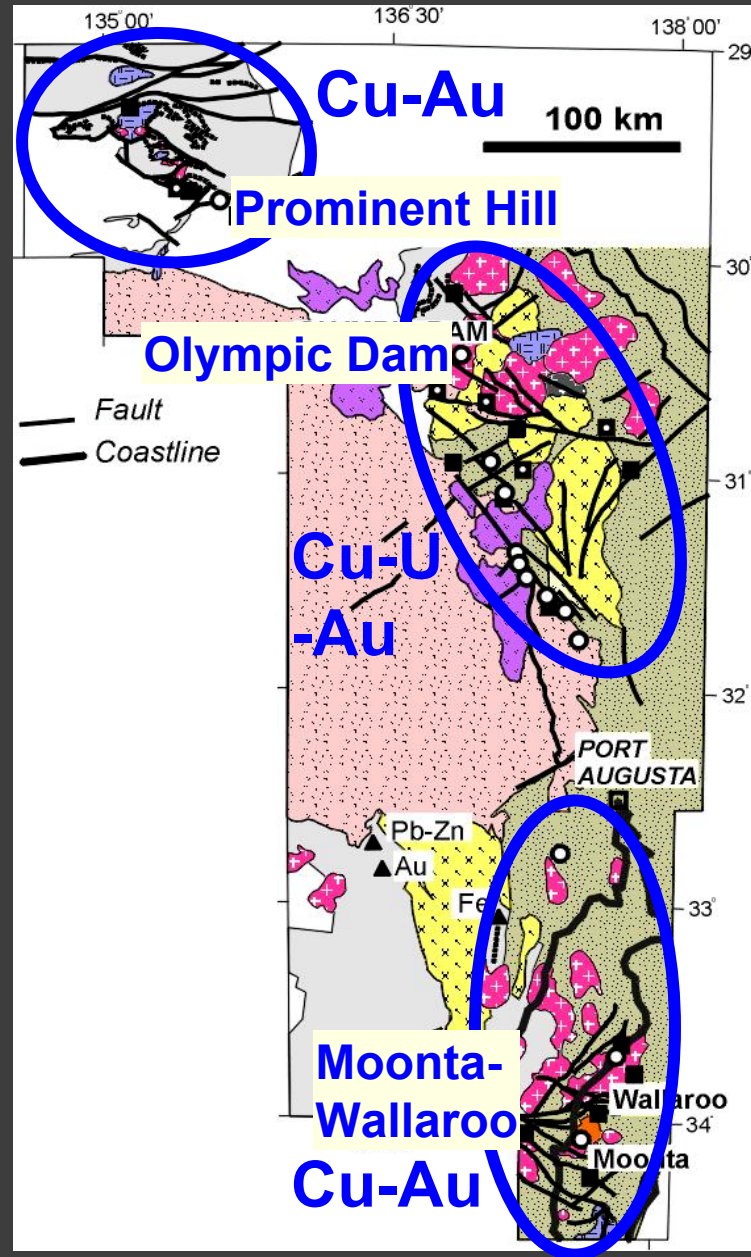 135°00'
136°30'
138°00'
29
Cu-Au
100 km
Prominent Hill
30°
AM
Olympic Dam
Fault
Coastline
31°
Cu-U
-Au
32°
PORT
AUGUSTA
Pb-Zn
Au
Fe
33°
Moonta-
Wallaroo
Wallaroo
34°
Moonta
Cu-Au